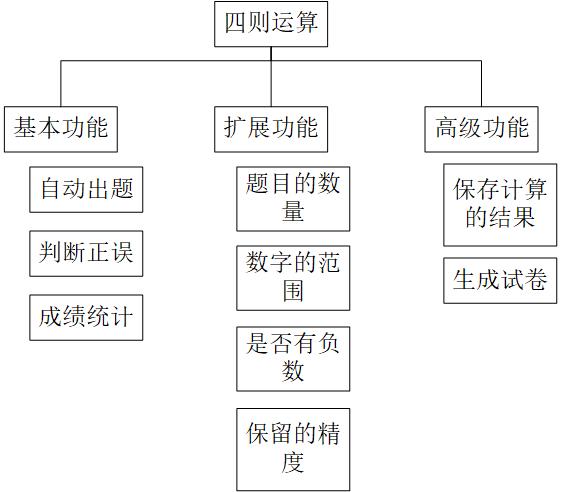 四则运算
基本功能
扩展功能
高级功能
自动出题
判断正误
成绩统计
题目的数
量
数字的范
围
是否有负
数
保留的精
度
保存计算
的结果
生成试卷